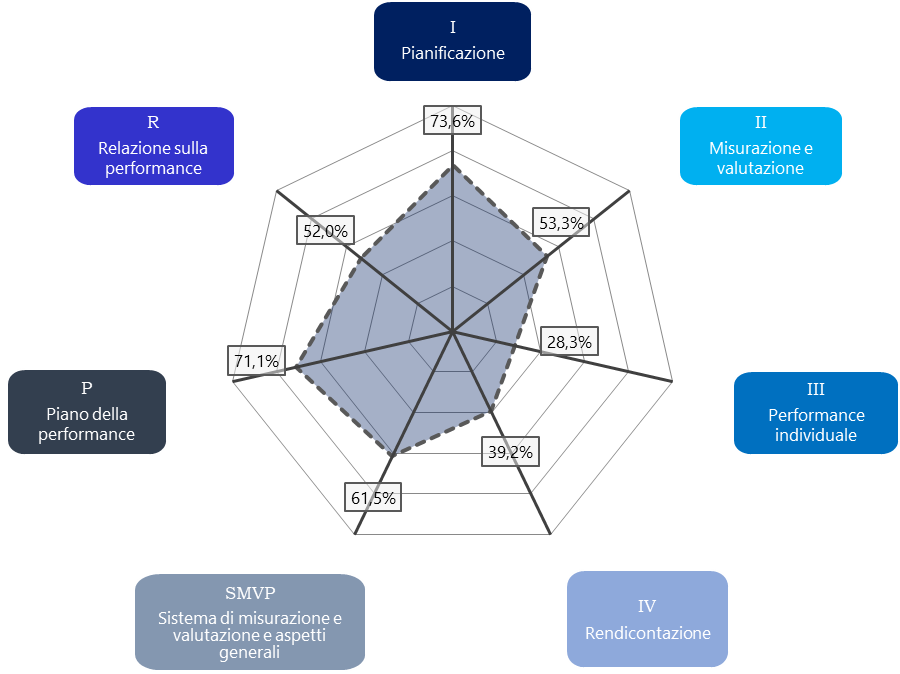 I
Pianificazione
R
Relazione sulla
performance
II
Misurazione e
valutazione
73,6%
53,3%
52,0%
28,3%
71,1%
39,2%
61,5%
P
Piano della
performance
III
Performance
individuale
SMVP
Sistema di misurazione e
valutazione e aspetti
generali
IV
Rendicontazione